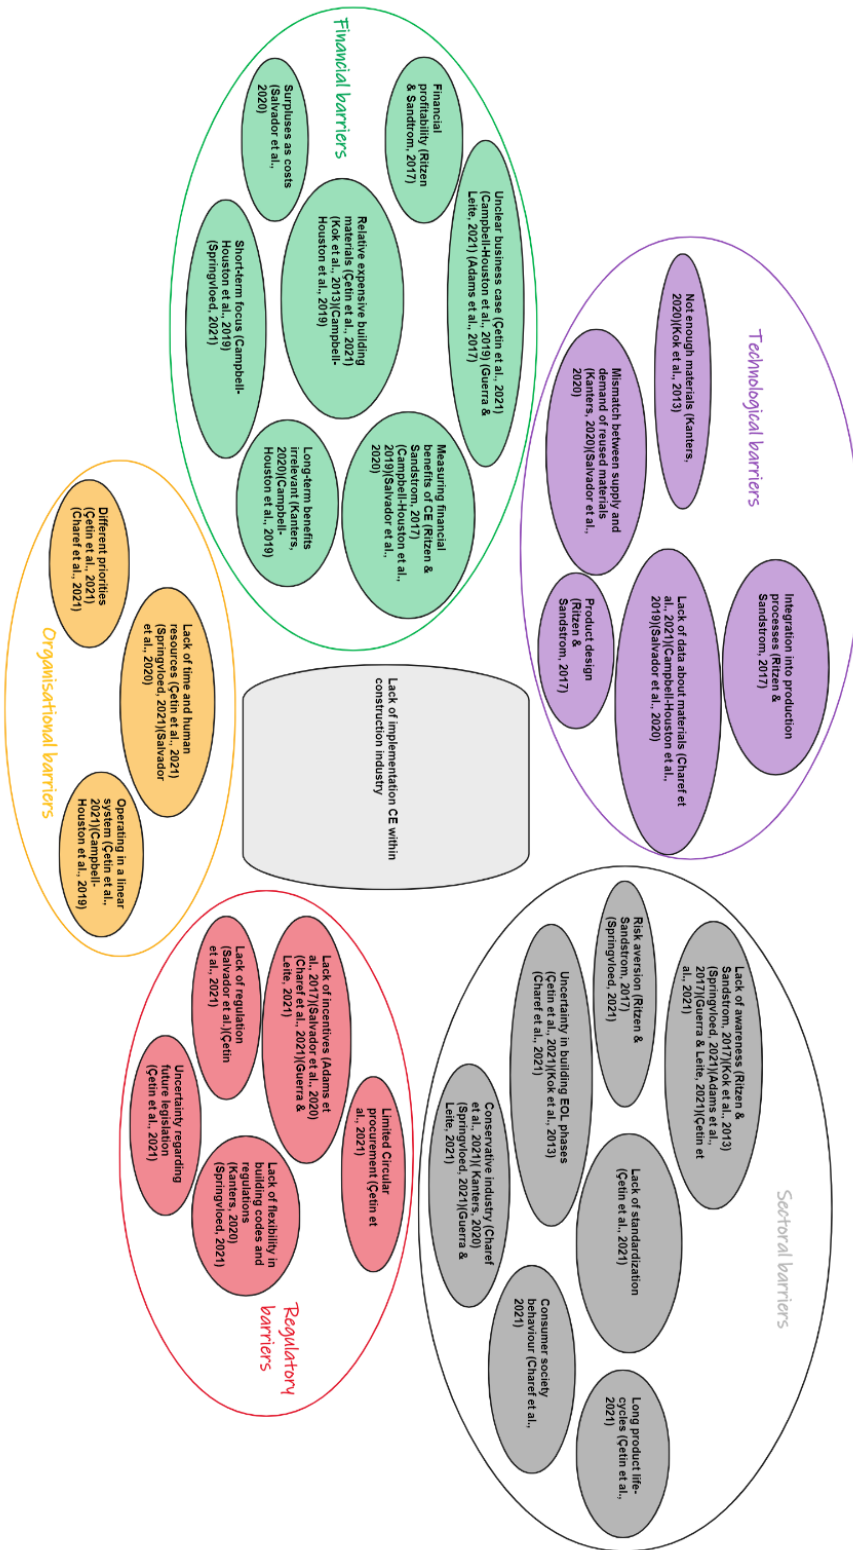 Financial barriers
Financial
profitability (Ritzen
& Sandtrom, 2017)
Surpluses as costs
(Salvador et al.,
2020)
Unclear business case (Çetin et al., 2021)
(Campbell-Houston et al., 2019) (Guerra &
Leite, 2021) (Adams et al., 2017)
Relative expensive building
materials (Çetin et al., 2021)
(Kok et al., 2013)(Campbell-
Houston et al., 2019)
Short-term focus (Campbell-
Houston et al., 2019)
(Springvloed, 2021)
Measuring financial
benefits of CE (Ritzen &
Sandstrom, 2017)
(Campbell-Houston et al.,
2019)(Salvador et al.,
2020)
Long-term benefits
irrelevant (Kanters,
2020)(Campbell-
Houston et al., 2019)
Technological barriers
Not enough materials (Kanters,
2020)(Kok et al., 2013)
Mismatch between supply and
demand of reused materials
(Kanters, 2020)(Salvador et al.,
2020)
Integration into production
processes (Ritzen &
Sandstrom, 2017)
Lack of data about materials (Charef et
al., 2021)(Campbell-Houston et al.,
2019)(Salvador et al., 2020)
Product design
(Ritzen &
Sandstrom, 2017)
Organisational barriers
Different priorities
(Çetin et al., 2021)
(Charef et al., 2021)
Lack of time and human
resources (Çetin et al., 2021)
(Springvloed, 2021)(Salvador
et al., 2020)
Operating in a linear
system (Çetin et al.,
2021)(Campbell-
Houston et al., 2019)
Lack of implementation CE within
construction industry
Sectoral barriers
Lack of awareness (Ritzen &
Sandstrom, 2017)(Kok et al., 2013)
(Springvloed, 2021)(Adams et al.,
2017)(Guerra & Leite, 2021)(Çetin et
al., 2021)
Risk aversion (Ritzen &
Sandstrom, 2017)
(Springvloed, 2021)
Uncertainty in building EOL phases
(Çetin et al., 2021)(Kok et al., 2013)
(Charef et al., 2021)
Lack of standardization
(Çetin et al., 2021)
Conservative industry (Charef
et al., 2021)( Kanters, 2020)
(Springvloed, 2021)(Guerra &
Leite, 2021)
Consumer society
behaviour (Charef et al.,
2021)
Long product life-
cycles (Çetin et al.,
2021)
Regulatory
barriers
Lack of incentives (Adams et
al., 2017)(Salvador et al., 2020)
(Charef et al., 2021)(Guerra &
Leite, 2021)
Lack of regulation
(Salvador et al.)(Çetin
et al., 2021)
Limited Circular
procurement (Çetin et
al., 2021)
Uncertainty regarding
future legislation
(Çetin et al., 2021)
Lack of flexibility in
building codes and
regulations
(Kanters, 2020)
(Springvloed, 2021)